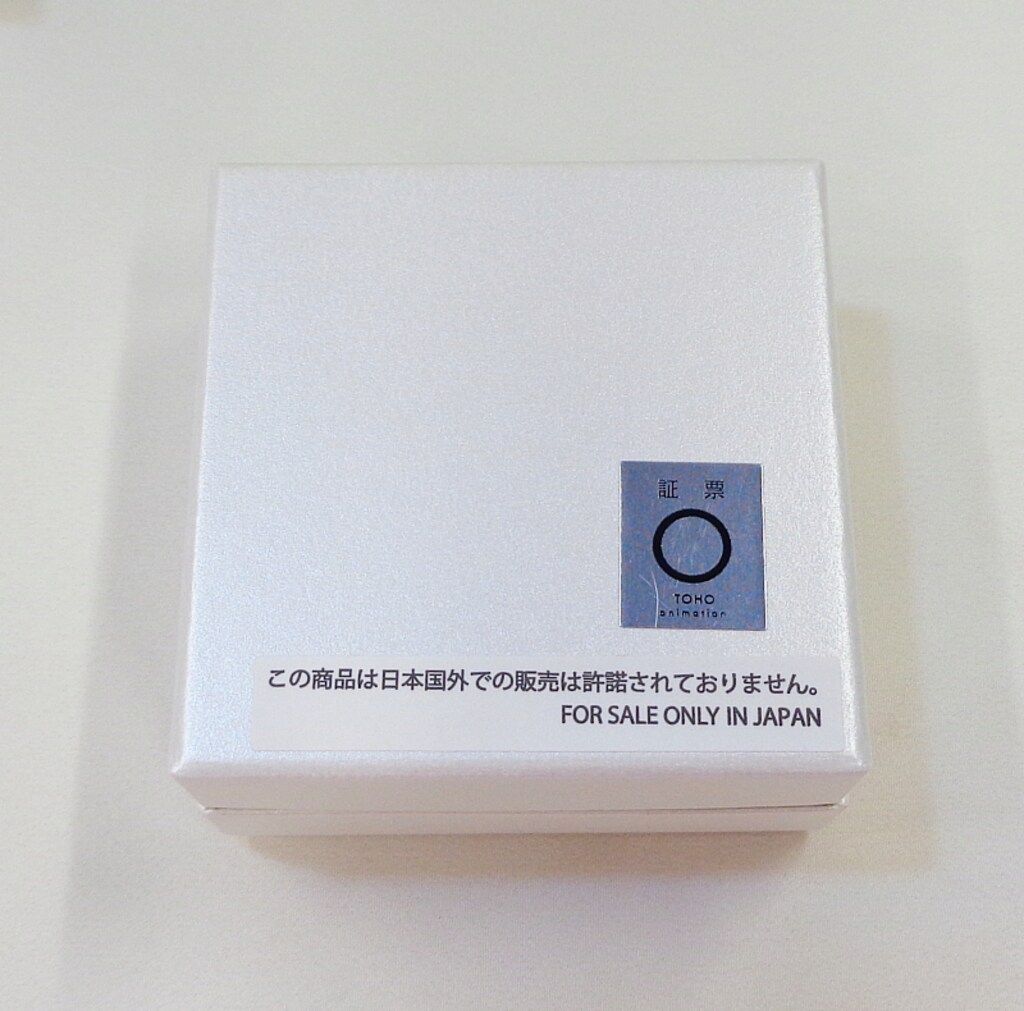 証 票
TOHO
animation
この商品は日本国外での販売は許諾されておりません。
FOR SALE ONLY IN JAPAN